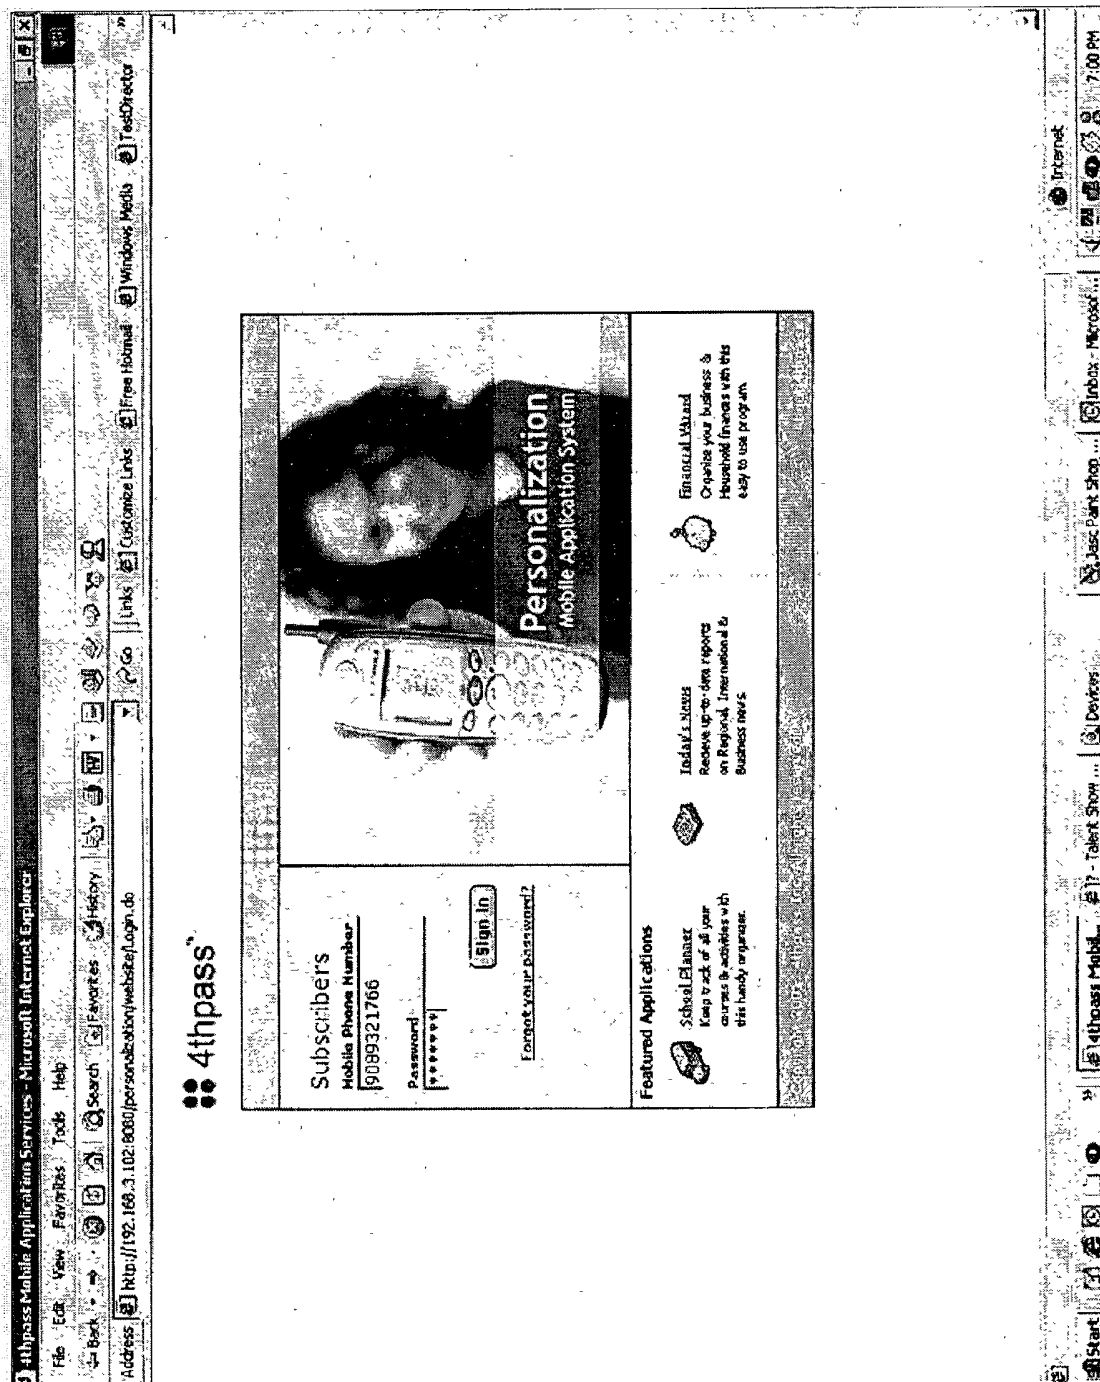 4thpass Mobile Application Services - Microsoft Internet Explorer
File Edit View Favorites Tools Help
Back Search Favorites History
Address http://192.168.3.102:8080/personalization/website/Login.do Go Links Customize Links Free Hotmail Windows Media TestDirector
4thpass™
Subscribers
Mobile Phone Number
9089321766
Password
*******
Sign In
Forgot your password?
Personalization
Mobile Application System
Featured Applications
School Planner
Keep track of all your
courses & activities with
this handy organizer.
Today's News
Recieve up-to-date reports
on Regional, International &
Business news.
Financial Wizard
Organize your business &
Household finances with this
easy to use program.
Internet
Start 4thpass Mobil... 17 - Talent Show ... Devices Jasc Paint Shop ... Inbox - Microsof... 7:00 PM